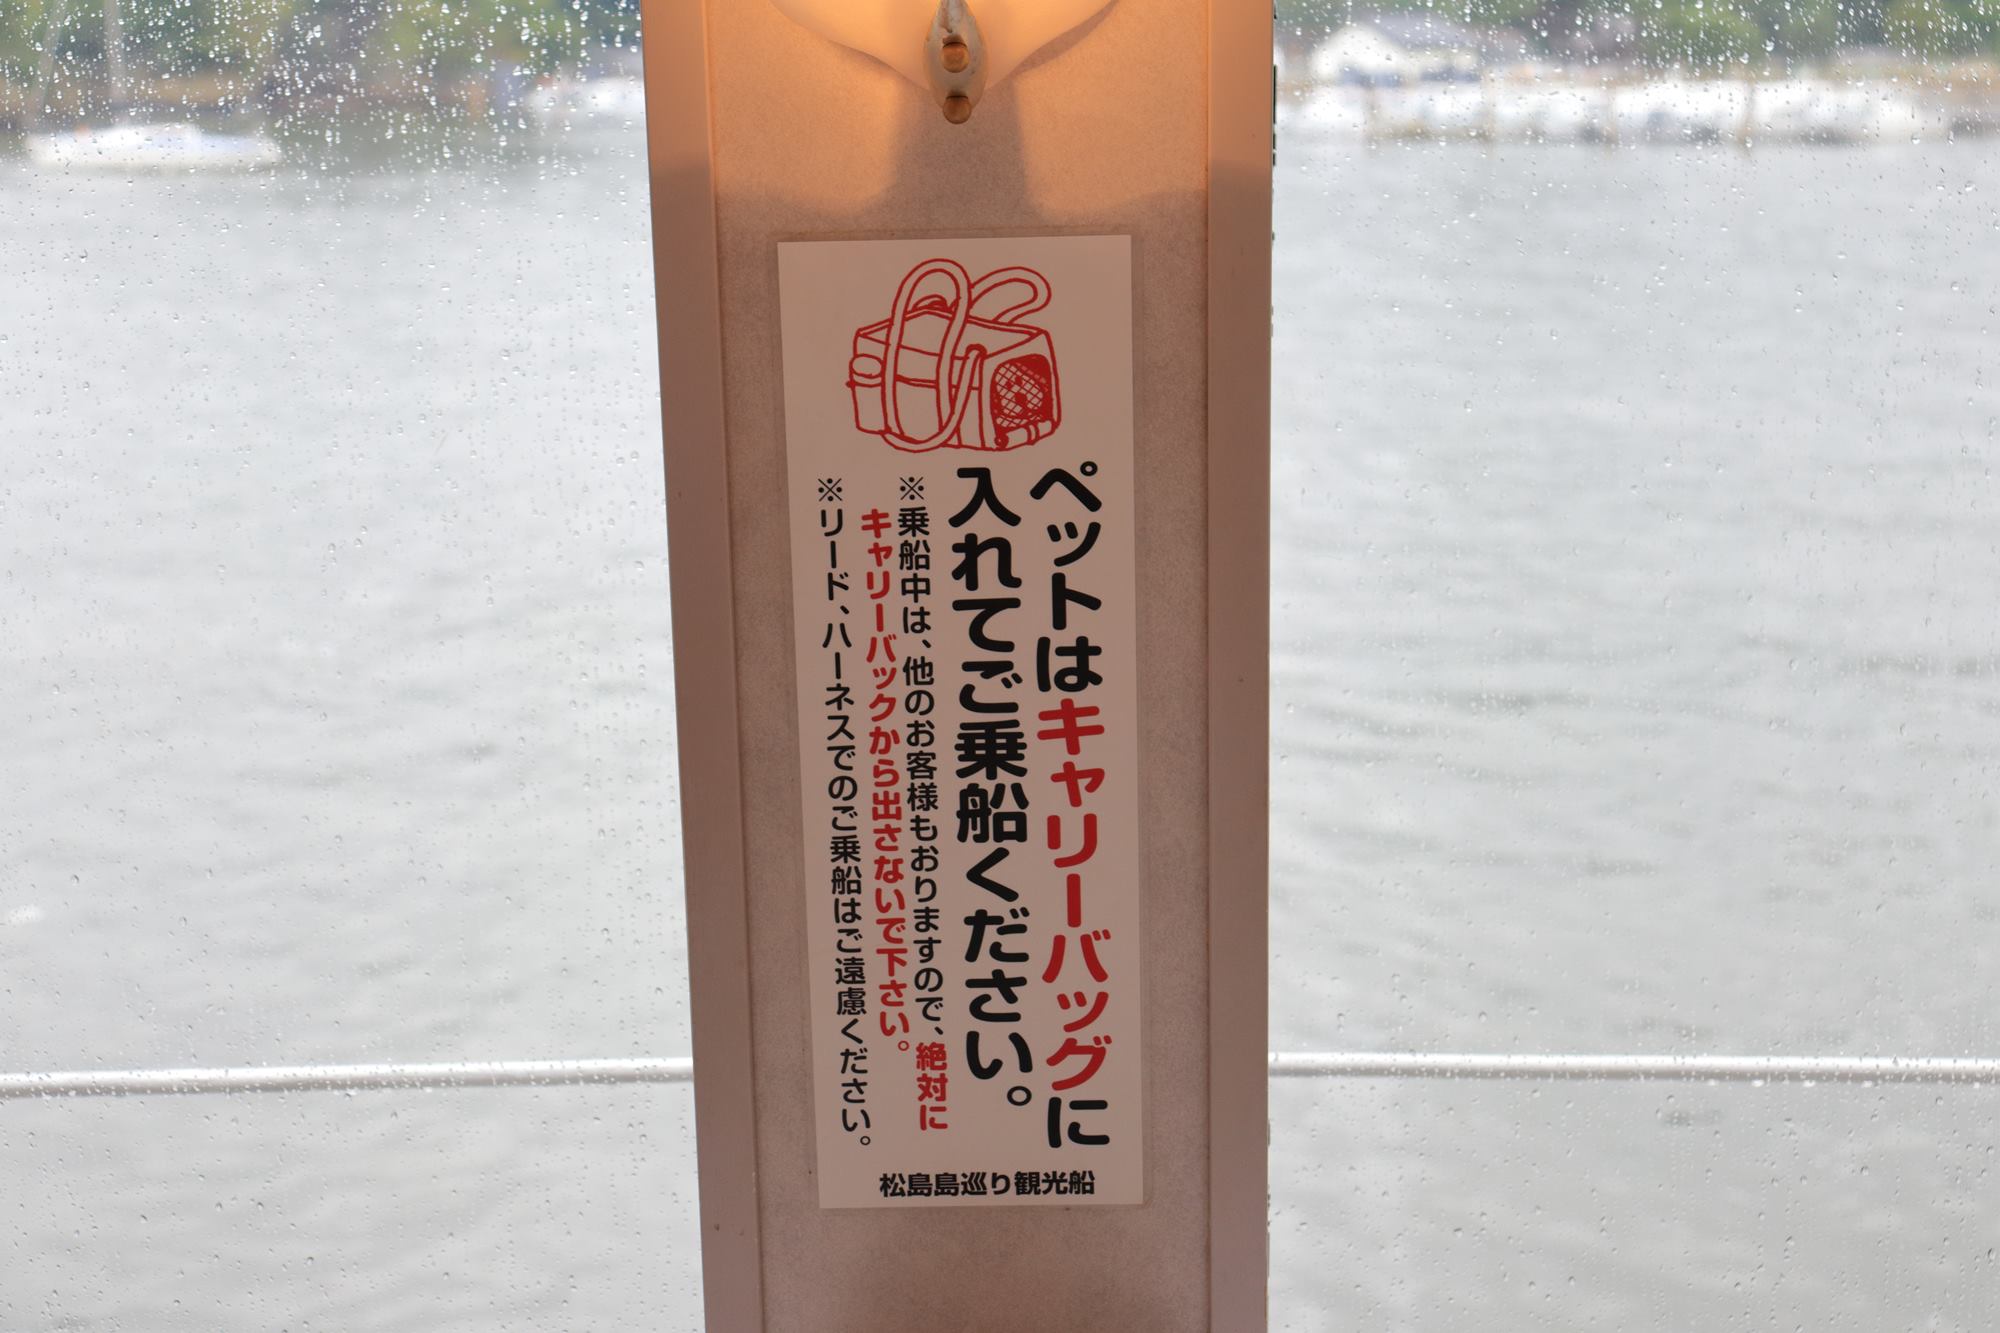 ペットはキャリーバッグに
入れてご乗船ください。
※乗船中は、他のお客様もおりますので、絶対に
キャリーバックから出さないで下さい。
※リード、ハーネスでのご乗船はご遠慮ください。
松島島巡り観光船